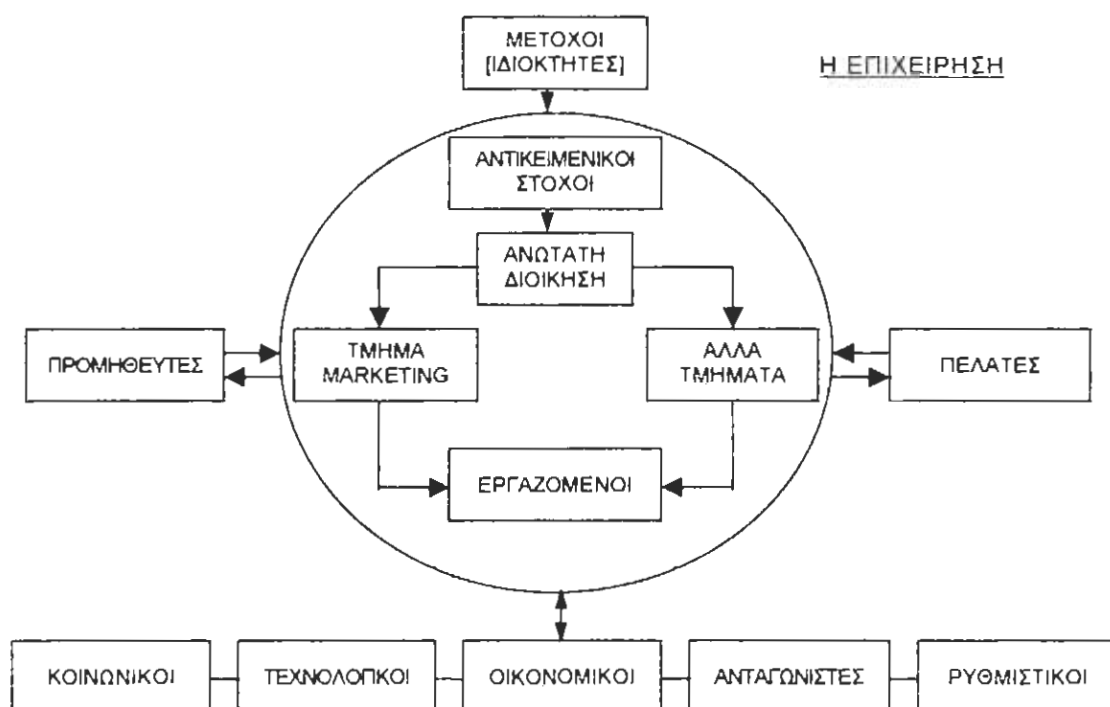 ΜΕΤΟΧΟΙ
[ΙΔΙΟΚΤΗΤΕΣ]
Η ΕΠΙΧΕΙΡΗΣΗ
ΑΝΤΙΚΕΙΜΕΝΙΚΟΙ
ΣΤΟΧΟΙ
ΑΝΩΤΑΤΗ
ΔΙΟΙΚΗΣΗ
ΠΡΟΜΗΘΕΥΤΕΣ
ΤΜΗΜΑ
MARKETING
ΑΛΛΑ
ΤΜΗΜΑΤΑ
ΠΕΛΑΤΕΣ
ΕΡΓΑΖΟΜΕΝΟΙ
ΚΟΙΝΩΝΙΚΟΙ
ΤΕΧΝΟΛΟΓΙΚΟΙ
ΟΙΚΟΝΟΜΙΚΟΙ
ΑΝΤΑΓΩΝΙΣΤΕΣ
ΡΥΘΜΙΣΤΙΚΟΙ